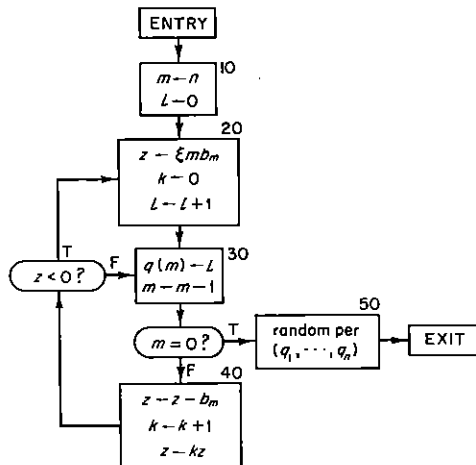 ENTRY
10
m←n
l←0
20
z←ξmb_m
k←0
l←l+1
T
z<0?
F
30
q(m)←l
m←m−1
m=0?
T
50
random per
(q_1,⋯,q_n)
EXIT
F
40
z←z−b_m
k←k+1
z←kz